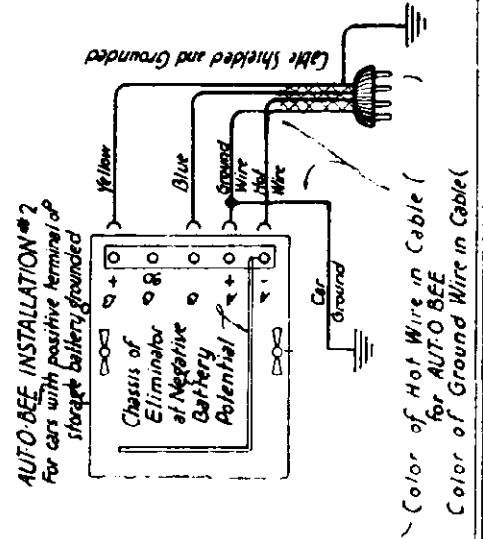 AUT-O-BEE INSTALLATION #2
For cars with positive terminal of
storage battery grounded
Chassis of
Eliminator
at Negative
Battery
Potential
Yellow
Blue
Ground
Wire
Hot
Wire
Car
Ground
Cable Shielded and Grounded
Color of Hot Wire in Cable ( )
for AUT-O BEE
Color of Ground Wire in Cable(